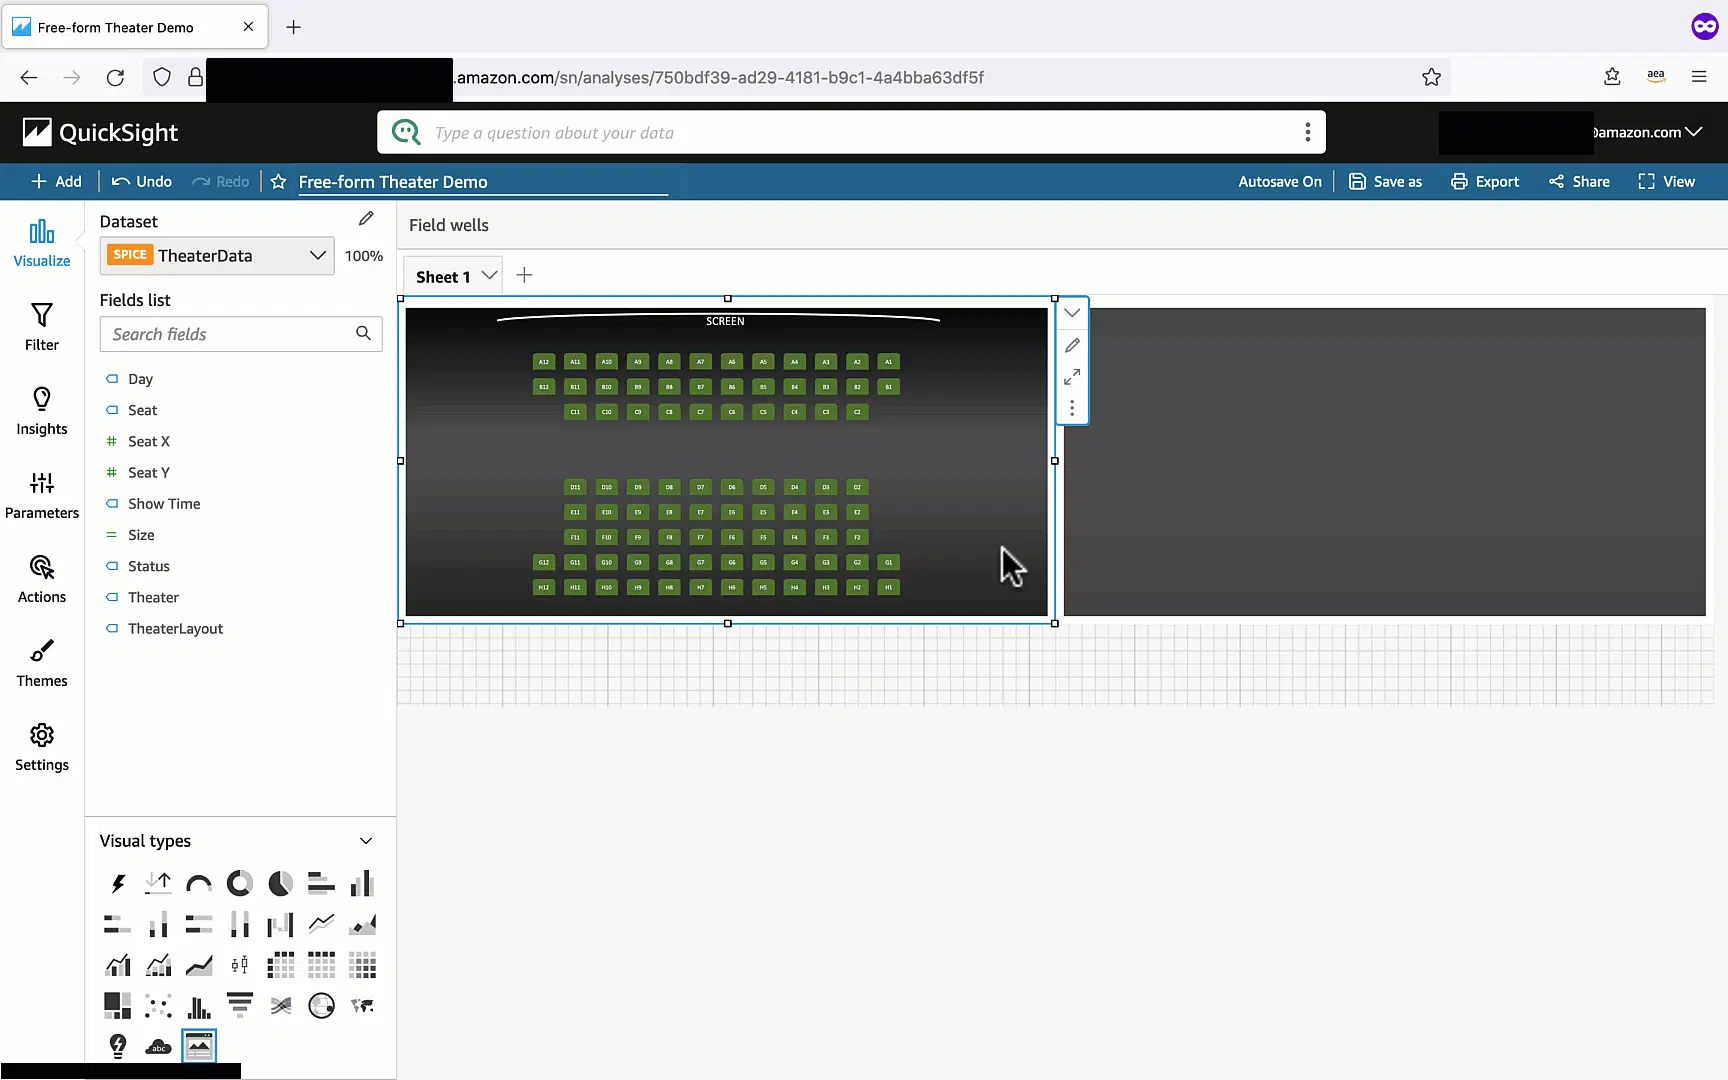 Free-form Theater Demo
.amazon.com/sn/analyses/750bdf39-ad29-4181-b9c1-4a4bba63df5f
aea
QuickSight
Type a question about your data
@amazon.com
Add
Undo
Redo
Free-form Theater Demo
Autosave On
Save as
Export
Share
View
Visualize
Filter
Insights
Parameters
Actions
Themes
Settings
Dataset
SPICE TheaterData
100%
Fields list
Search fields
Day
Seat
Seat X
Seat Y
Show Time
Size
Status
Theater
TheaterLayout
Visual types
abc
Field wells
Sheet 1
SCREEN
A12 A11 A10 A9 A8 A7 A6 A5 A4 A3 A2 A1
B12 B11 B10 B9 B8 B7 B6 B5 B4 B3 B2 B1
C11 C10 C9 C8 C7 C6 C5 C4 C3 C2
D11 D10 D9 D8 D7 D6 D5 D4 D3 D2
E11 E10 E9 E8 E7 E6 E5 E4 E3 E2
F11 F10 F9 F8 F7 F6 F5 F4 F3 F2
G12 G11 G10 G9 G8 G7 G6 G5 G4 G3 G2 G1
H12 H11 H10 H9 H8 H7 H6 H5 H4 H3 H2 H1